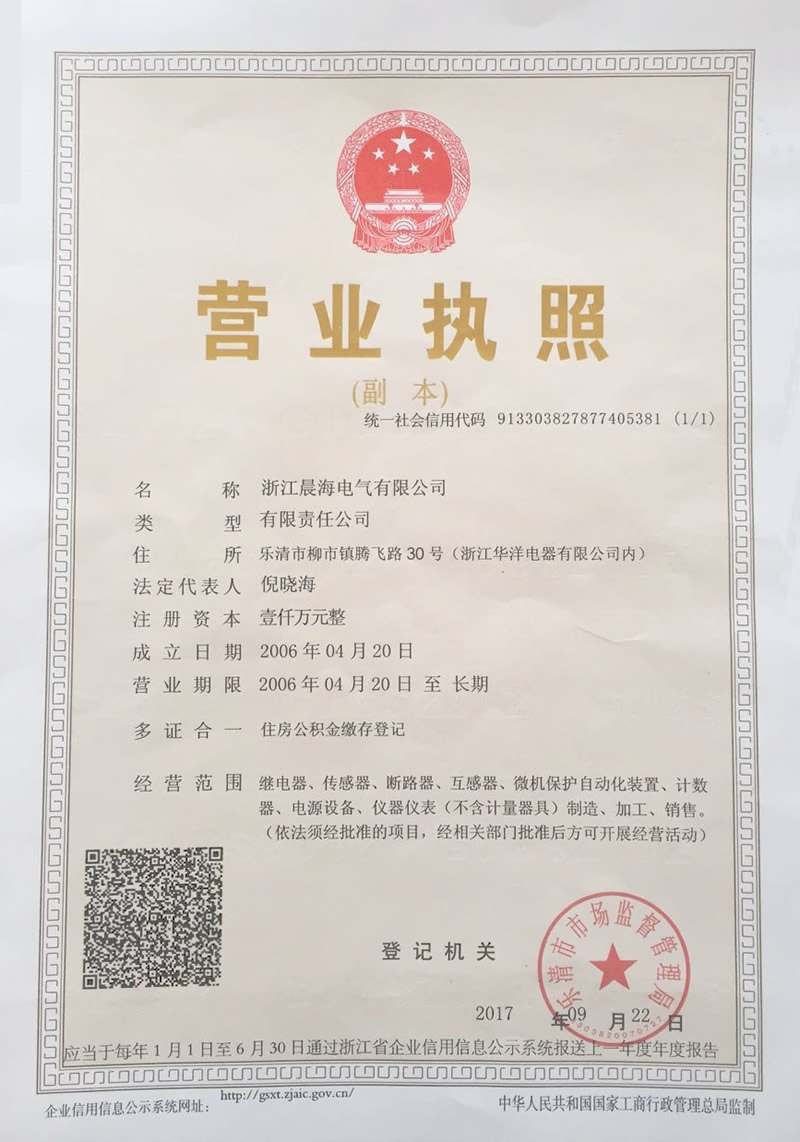 营业执照
(副 本)
统一社会信用代码 913303827877405381 (1/1)
名 称 浙江晨海电气有限公司
类 型 有限责任公司
住 所 乐清市柳市镇腾飞路30号（浙江华洋电器有限公司内）
法定代表人 倪晓海
注册资本 壹仟万元整
成立日期 2006年04月20日
营业期限 2006年04月20日 至 长期
多证合一 住房公积金缴存登记
经营范围 继电器、传感器、断路器、互感器、微机保护自动化装置、计数
器、电源设备、仪器仪表（不含计量器具）制造、加工、销售。
（依法须经批准的项目，经相关部门批准后方可开展经营活动）
乐清市市场监督管理局
登记机关
2017 年09 月22日
应当于每年1月1日至6月30日通过浙江省企业信用信息公示系统报送上一年度年度报告
企业信用信息公示系统网址： http://gsxt.zjaic.gov.cn/
中华人民共和国国家工商行政管理总局监制